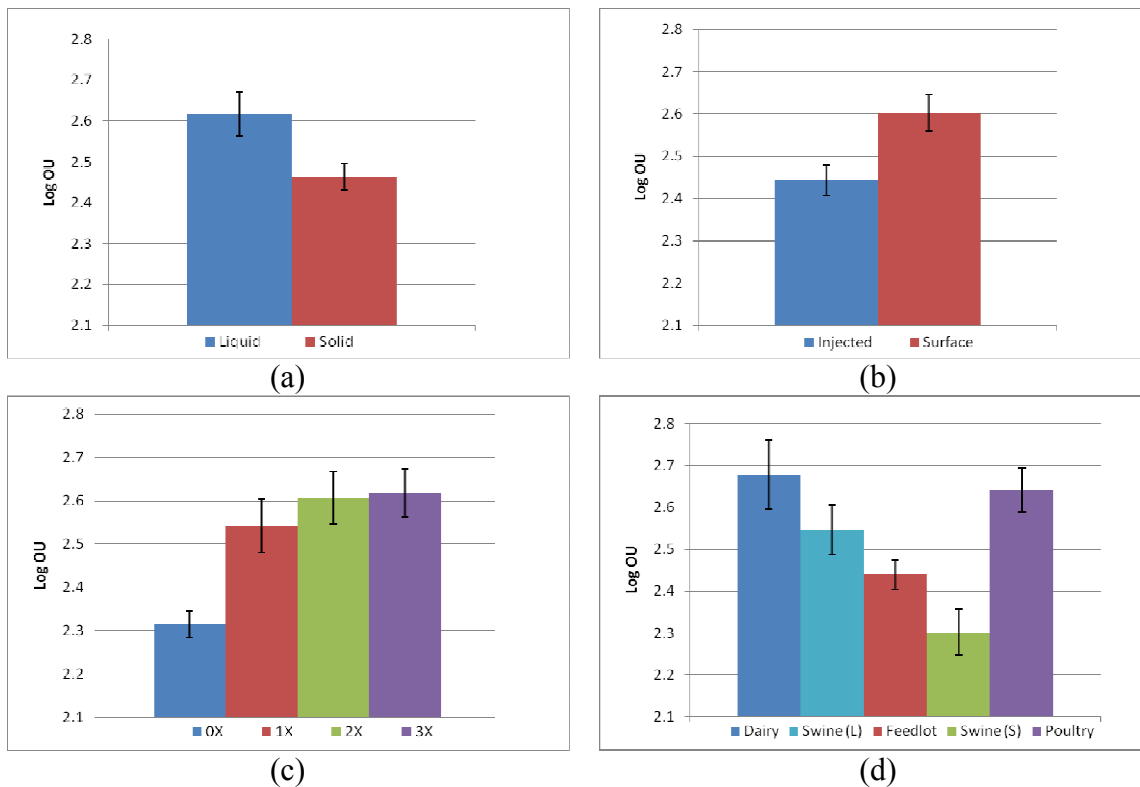 2.8
2.7
2.6
2.5
2.4
2.3
2.2
2.1
Log OU
Liquid Solid
(a)
2.8
2.7
2.6
2.5
2.4
2.3
2.2
2.1
Log OU
Injected Surface
(b)
2.8
2.7
2.6
2.5
2.4
2.3
2.2
2.1
Log OU
0X 1X 2X 3X
(c)
2.8
2.7
2.6
2.5
2.4
2.3
2.2
2.1
Log OU
Dairy Swine (L) Feedlot Swine (S) Poultry
(d)